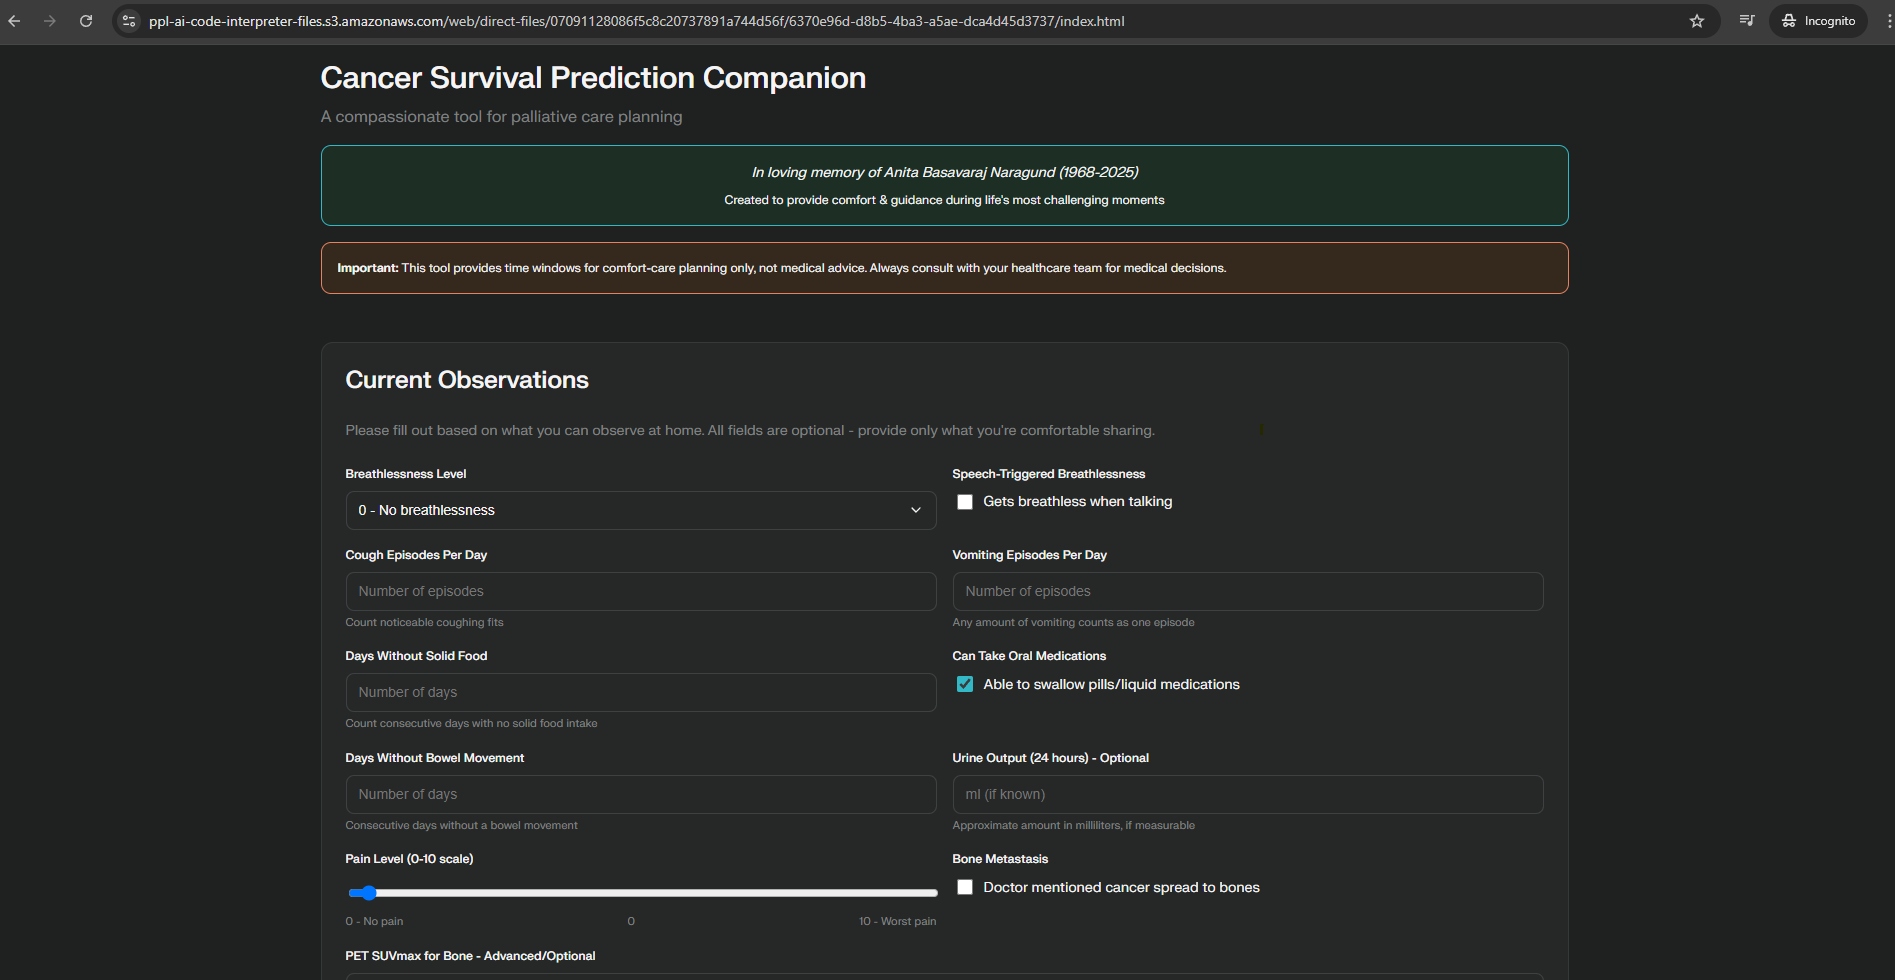 ppl-ai-code-interpreter-files.s3.amazonaws.com/web/direct-files/07091128086f5c8c20737891a744d56f/6370e96d-d8b5-4ba3-a5ae-dca4d45d3737/index.html
Incognito
Cancer Survival Prediction Companion
A compassionate tool for palliative care planning
In loving memory of Anita Basavaraj Naragund (1968-2025)
Created to provide comfort & guidance during life's most challenging moments
Important: This tool provides time windows for comfort-care planning only, not medical advice. Always consult with your healthcare team for medical decisions.
Current Observations
Please fill out based on what you can observe at home. All fields are optional - provide only what you're comfortable sharing.
Breathlessness Level
0 - No breathlessness
Speech-Triggered Breathlessness
Gets breathless when talking
Cough Episodes Per Day
Number of episodes
Count noticeable coughing fits
Vomiting Episodes Per Day
Number of episodes
Any amount of vomiting counts as one episode
Days Without Solid Food
Number of days
Count consecutive days with no solid food intake
Can Take Oral Medications
Able to swallow pills/liquid medications
Days Without Bowel Movement
Number of days
Consecutive days without a bowel movement
Urine Output (24 hours) - Optional
ml (if known)
Approximate amount in milliliters, if measurable
Pain Level (0-10 scale)
0 - No pain
0
10 - Worst pain
Bone Metastasis
Doctor mentioned cancer spread to bones
PET SUVmax for Bone - Advanced/Optional